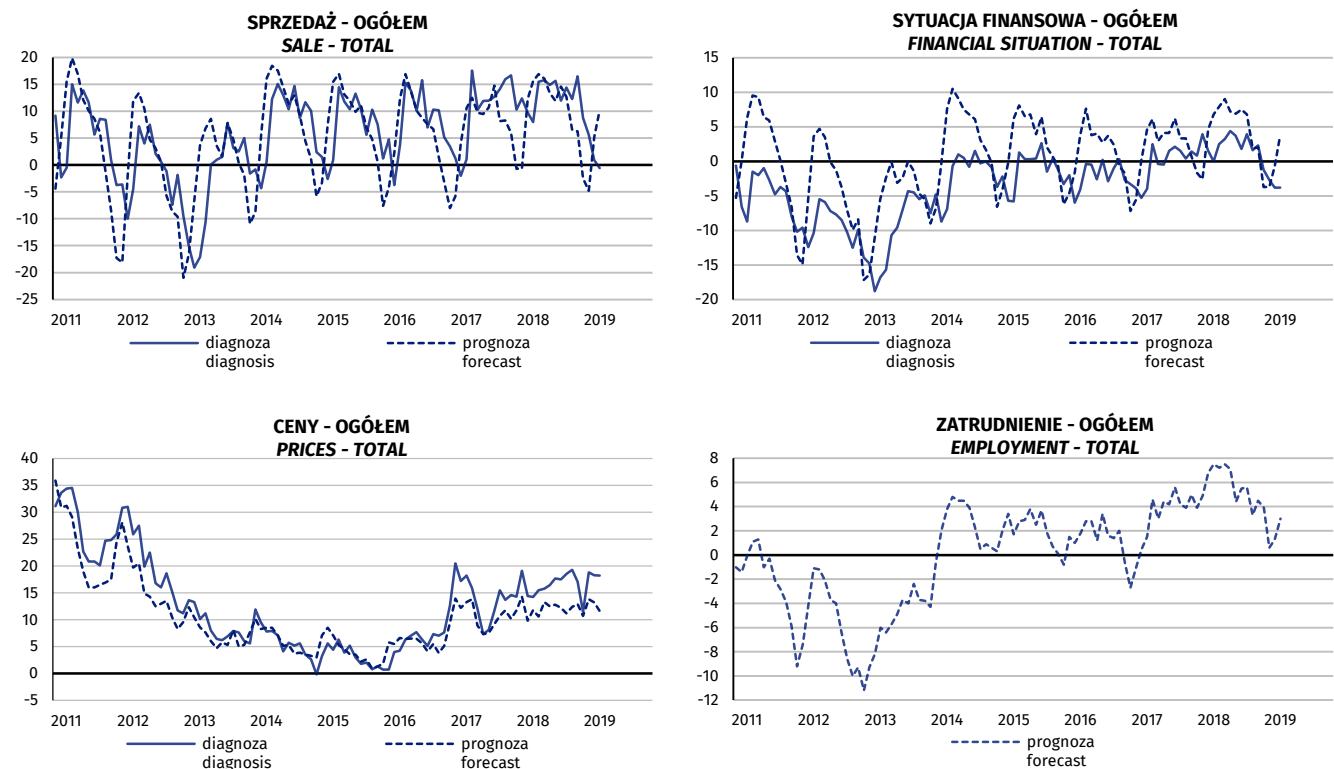 SPRZEDAŻ - OGÓŁEM
SALE - TOTAL
20
15
10
5
0
-5
-10
-15
-20
-25
2011 2012 2013 2014 2015 2016 2017 2018 2019
diagnoza
diagnosis
prognoza
forecast
SYTUACJA FINANSOWA - OGÓŁEM
FINANCIAL SITUATION - TOTAL
15
10
5
0
-5
-10
-15
-20
2011 2012 2013 2014 2015 2016 2017 2018 2019
diagnoza
diagnosis
prognoza
forecast
CENY - OGÓŁEM
PRICES - TOTAL
40
35
30
25
20
15
10
5
0
-5
2011 2012 2013 2014 2015 2016 2017 2018 2019
diagnoza
diagnosis
prognoza
forecast
ZATRUDNIENIE - OGÓŁEM
EMPLOYMENT - TOTAL
8
6
4
2
0
-2
-4
-6
-8
-10
-12
2011 2012 2013 2014 2015 2016 2017 2018 2019
prognoza
forecast